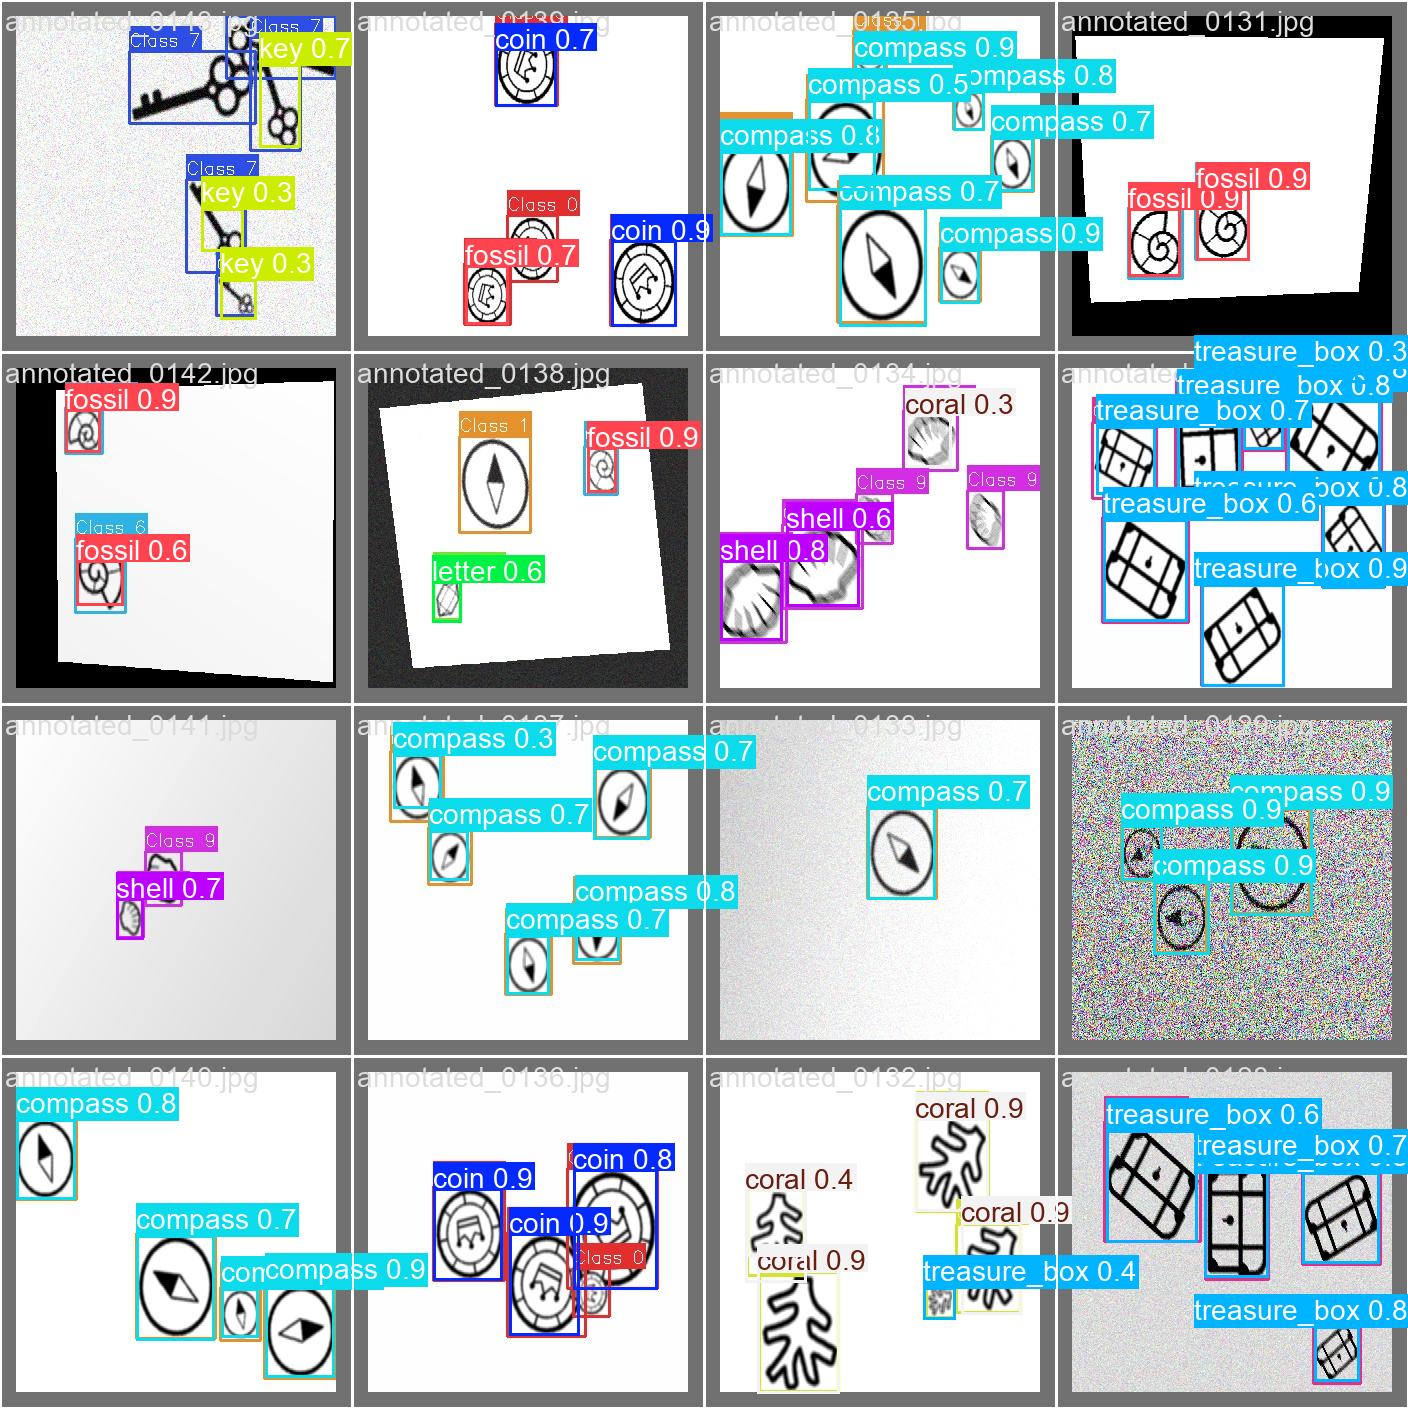 annotated_0143.jpg
Class 7
Class 7
key 0.7
Class 7
key 0.3
key 0.3
coin 0.7
Class 0
fossil 0.7
coin 0.9
annotated_0135.jpg
compass 0.9
compass 0.5
compass 0.8
compass 0.8
compass 0.7
compass 0.7
compass 0.9
annotated_0131.jpg
fossil 0.9
fossil 0.9
annotated_0142.jpg
fossil 0.9
Class 6
fossil 0.6
annotated_0138.jpg
Class 1
fossil 0.9
letter 0.6
annotated_0134.jpg
coral 0.3
Class 9
Class 9
shell 0.6
shell 0.8
treasure_box 0.3
treasure_box 0.8
treasure_box 0.7
treasure_box 0.8
treasure_box 0.6
treasure_box 0.9
annotated_0141.jpg
Class 9
shell 0.7
compass 0.3
compass 0.7
compass 0.7
compass 0.8
compass 0.7
annotated_0133.jpg
compass 0.7
compass 0.9
compass 0.9
compass 0.9
annotated_0140.jpg
compass 0.8
compass 0.7
compass 0.9
annotated_0136.jpg
coin 0.9
coin 0.8
coin 0.9
Class 0
annotated_0132.jpg
coral 0.9
coral 0.4
coral 0.9
coral 0.9
treasure_box 0.4
treasure_box 0.6
treasure_box 0.7
treasure_box 0.8